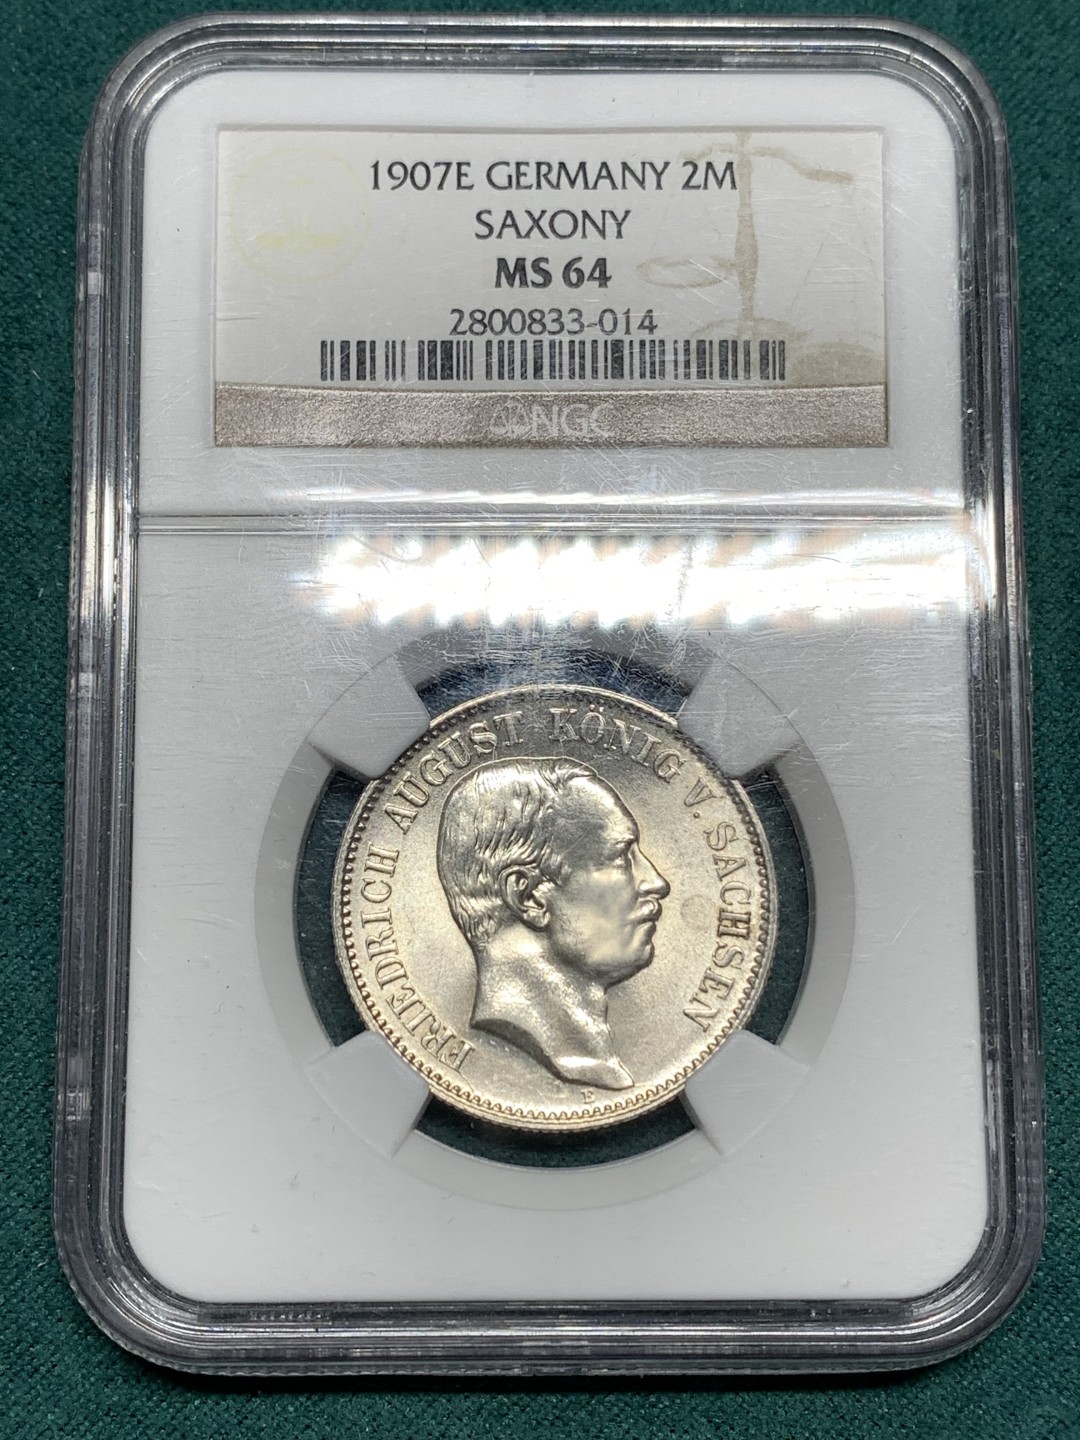 1907E GERMANY 2M
SAXONY
MS 64
2800833-014
NGC
FRIEDRICH AUGUST KÖNIG V. SACHSEN
E